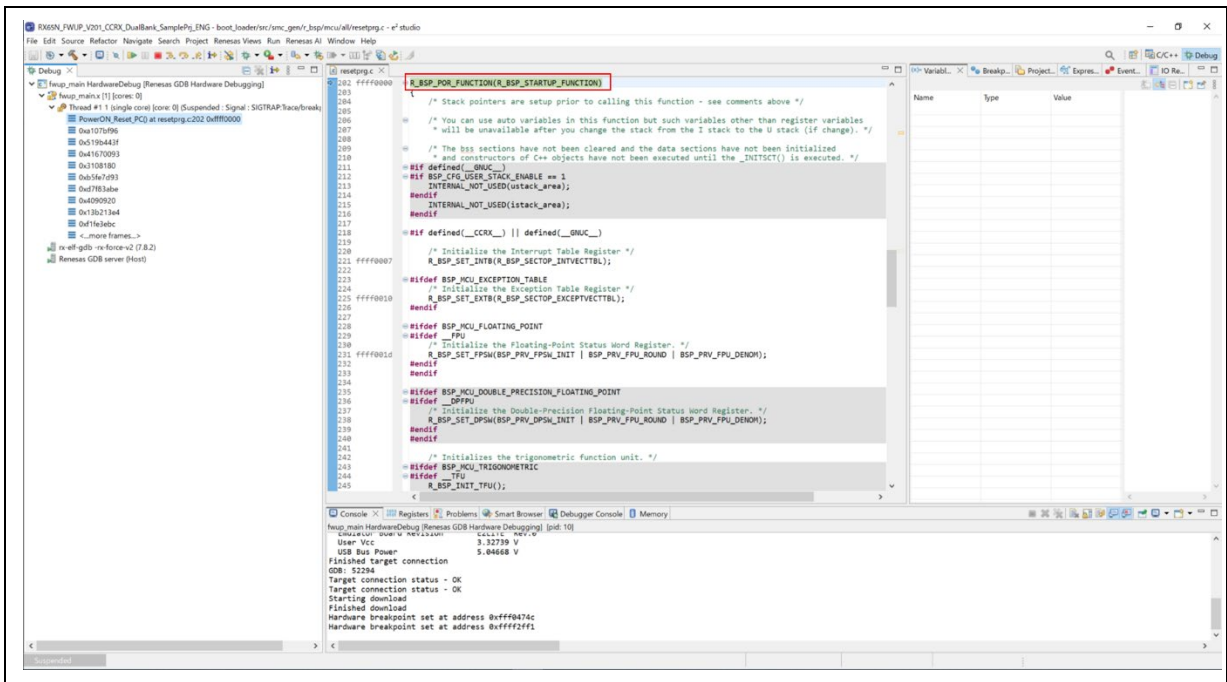 RX65N_FWUP_V201_CCRX_DualBank_SamplePrj_ENG - boot_loader/src/smc_gen/r_bsp/mcu/all/resetprg.c - e² studio
File Edit Source Refactor Navigate Search Project Renesas Views Run Renesas AI Window Help
C/C++ Debug
Debug
fwup_main HardwareDebug [Renesas GDB Hardware Debugging]
fwup_main.x [1] [cores: 0]
Thread #1 1 (single core) [core: 0] (Suspended : Signal : SIGTRAP:Trace/break
PowerON_Reset_PC() at resetprg.c:202 0xffff0000
0xa107bf96
0x519b443f
0x41670093
0x3108180
0xb5fe7d93
0xd7f83abe
0x4090920
0x13b213e4
0xf1fe3ebc
<...more frames...>
rx-elf-gdb -rx-force-v2 (7.8.2)
Renesas GDB server (Host)
resetprg.c
202 ffff0000 R_BSP_POR_FUNCTION(R_BSP_STARTUP_FUNCTION)
203 {
204 /* Stack pointers are setup prior to calling this function - see comments above */
205
206 /* You can use auto variables in this function but such variables other than register variables
207 * will be unavailable after you change the stack from the I stack to the U stack (if change). */
208
209 /* The bss sections have not been cleared and the data sections have not been initialized
210 * and constructors of C++ objects have not been executed until the _INITSCT() is executed. */
211 #if defined(__GNUC__)
212 #if BSP_CFG_USER_STACK_ENABLE == 1
213 INTERNAL_NOT_USED(ustack_area);
214 #endif
215 INTERNAL_NOT_USED(istack_area);
216 #endif
217
218 #if defined(__CCRX__) || defined(__GNUC__)
219
220 /* Initialize the Interrupt Table Register */
221 ffff0007 R_BSP_SET_INTB(R_BSP_SECTOP_INTVECTTBL);
222
223 #ifdef BSP_MCU_EXCEPTION_TABLE
224 /* Initialize the Exception Table Register */
225 ffff0010 R_BSP_SET_EXTB(R_BSP_SECTOP_EXCEPTVECTTBL);
226 #endif
227
228 #ifdef BSP_MCU_FLOATING_POINT
229 #ifdef __FPU
230 /* Initialize the Floating-Point Status Word Register. */
231 ffff001d R_BSP_SET_FPSW(BSP_PRV_FPSW_INIT | BSP_PRV_FPU_ROUND | BSP_PRV_FPU_DENOM);
232 #endif
233 #endif
234
235 #ifdef BSP_MCU_DOUBLE_PRECISION_FLOATING_POINT
236 #ifdef __DPFPU
237 /* Initialize the Double-Precision Floating-Point Status Word Register. */
238 R_BSP_SET_DPSW(BSP_PRV_DPSW_INIT | BSP_PRV_FPU_ROUND | BSP_PRV_FPU_DENOM);
239 #endif
240 #endif
241
242 /* Initializes the trigonometric function unit. */
243 #ifdef BSP_MCU_TRIGONOMETRIC
244 #ifdef __TFU
245 R_BSP_INIT_TFU();
Variabl... Breakp... Project... Expres... Event... IO Re...
Name Type Value
Console Registers Problems Smart Browser Debugger Console Memory
fwup_main HardwareDebug [Renesas GDB Hardware Debugging] [pid: 10]
Emulator Board Revision E2LITE Rev.0
User Vcc 3.32739 V
USB Bus Power 5.04668 V
Finished target connection
GDB: 52294
Target connection status - OK
Target connection status - OK
Starting download
Finished download
Hardware breakpoint set at address 0xfff0474c
Hardware breakpoint set at address 0xffff2ff1
Suspended